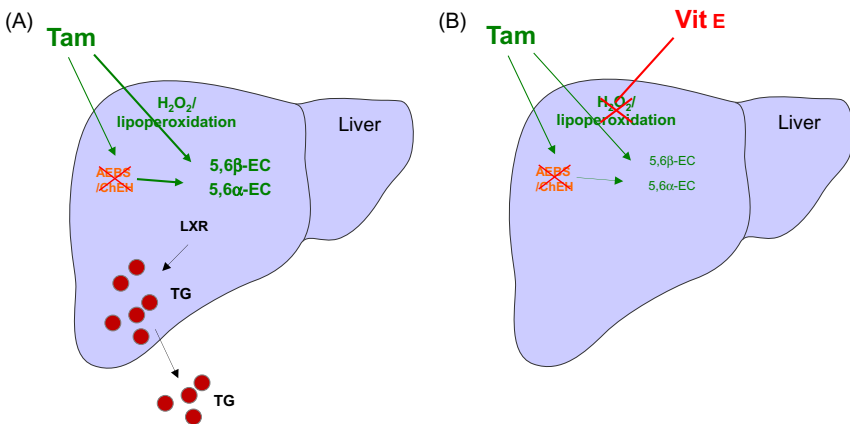 (A)
Tam
H₂O₂/
lipoperoxidation
Liver
AEBS
/ChEH
5,6β-EC
5,6α-EC
LXR
TG
TG
(B)
Tam
Vit E
H₂O₂/
lipoperoxidation
Liver
AEBS
/ChEH
5,6β-EC
5,6α-EC